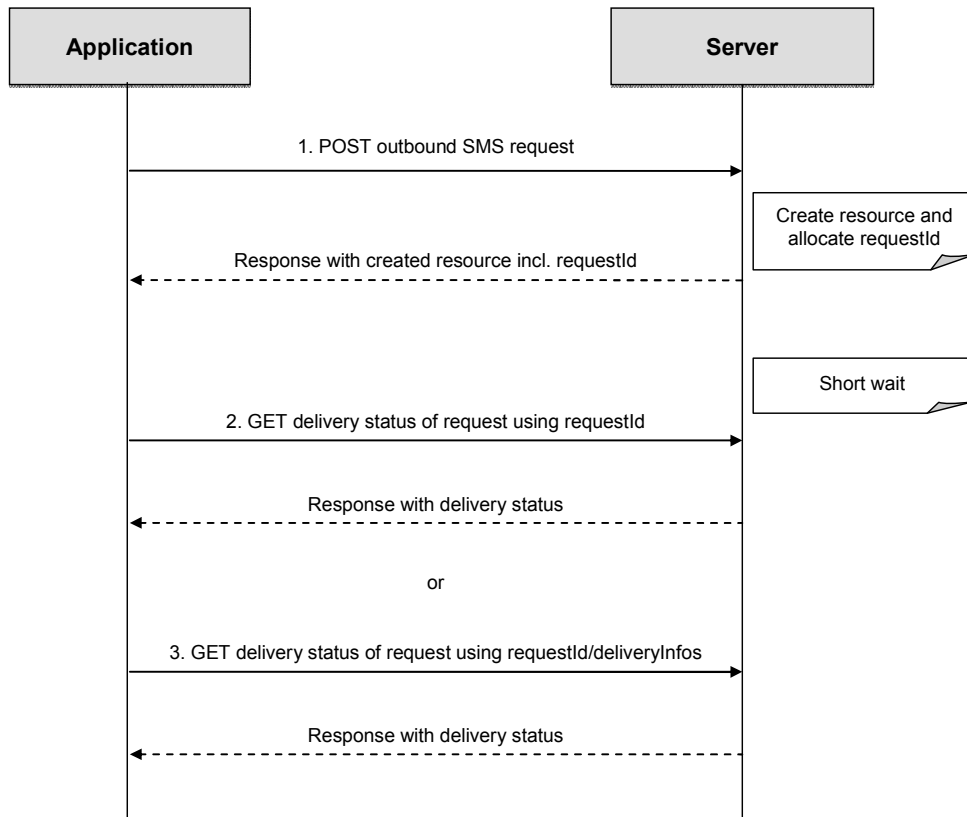 Application
Server
1. POST outbound SMS request
Create resource and
allocate requestId
Response with created resource incl. requestId
Short wait
2. GET delivery status of request using requestId
Response with delivery status
or
3. GET delivery status of request using requestId/deliveryInfos
Response with delivery status